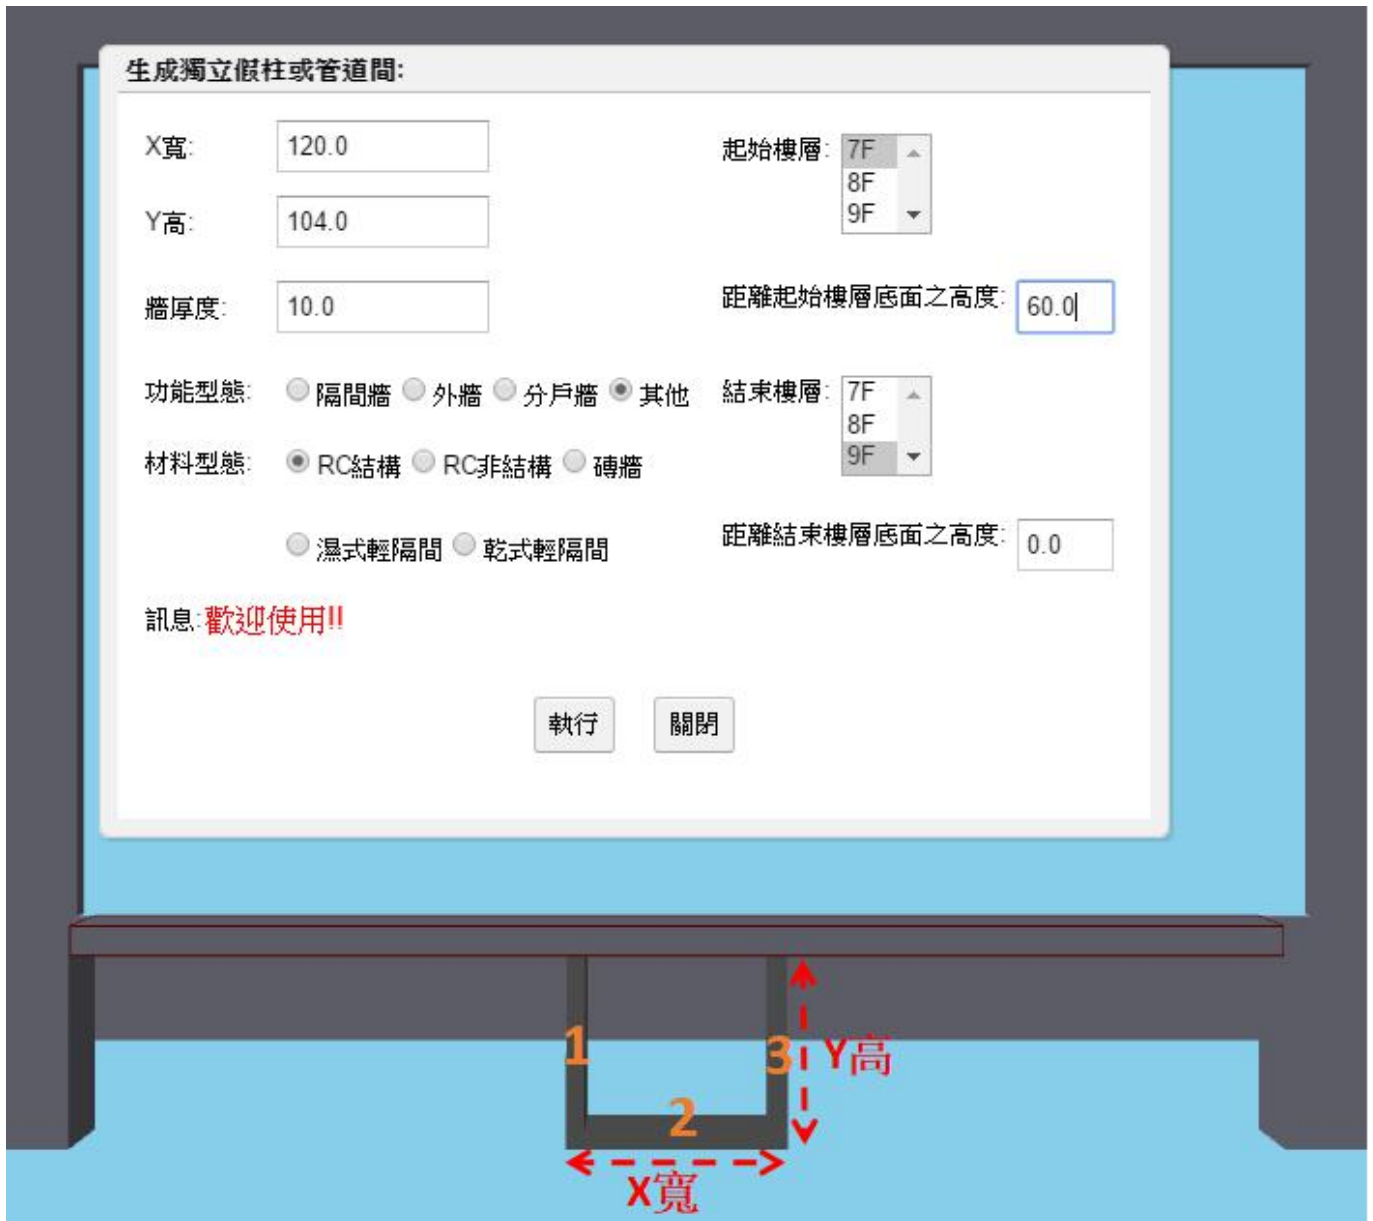 生成獨立假柱或管道間:
X寬: 120.0
起始樓層: 7F
8F
9F
Y高: 104.0
牆厚度: 10.0
距離起始樓層底面之高度: 60.0
功能型態: 隔間牆 外牆 分戶牆 其他
結束樓層: 7F
8F
9F
材料型態: RC結構 RC非結構 磚牆
濕式輕隔間 乾式輕隔間
距離結束樓層底面之高度: 0.0
訊息:歡迎使用!!
執行 關閉
1 3 Y高
2
X寬